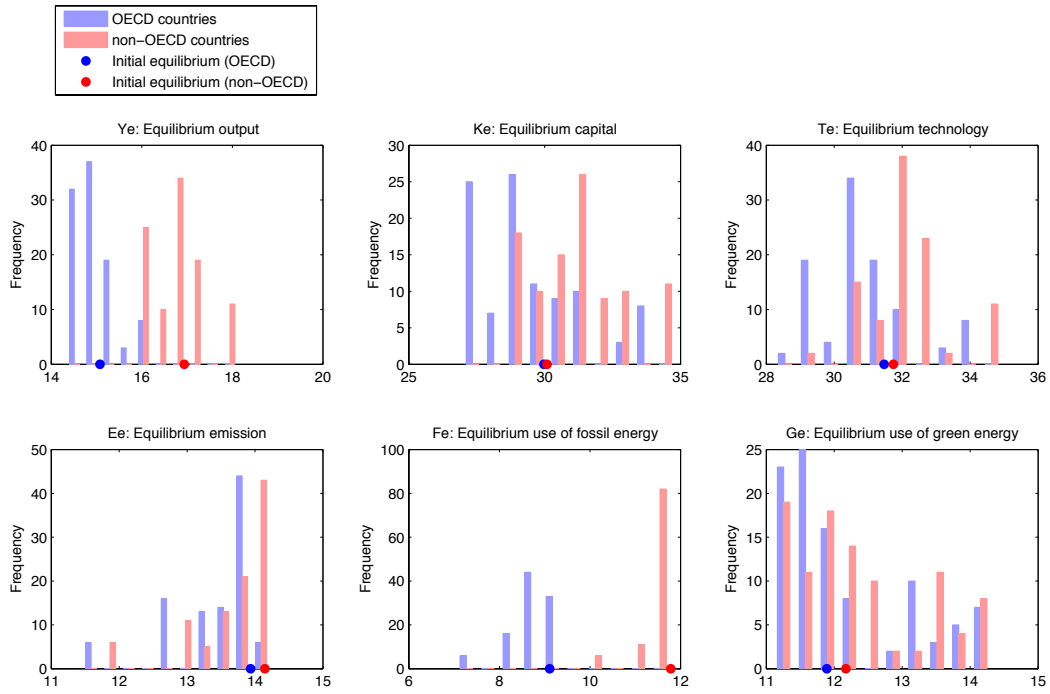 OECD countries
non−OECD countries
Initial equilibrium (OECD)
Initial equilibrium (non−OECD)
Ye: Equilibrium output
Frequency
40
30
20
10
0
14 16 18 20
Ke: Equilibrium capital
Frequency
30
25
20
15
10
5
0
25 30 35
Te: Equilibrium technology
Frequency
40
30
20
10
0
28 30 32 34 36
Ee: Equilibrium emission
Frequency
50
40
30
20
10
0
11 12 13 14 15
Fe: Equilibrium use of fossil energy
Frequency
100
80
60
40
20
0
6 8 10 12
Ge: Equilibrium use of green energy
Frequency
25
20
15
10
5
0
11 12 13 14 15